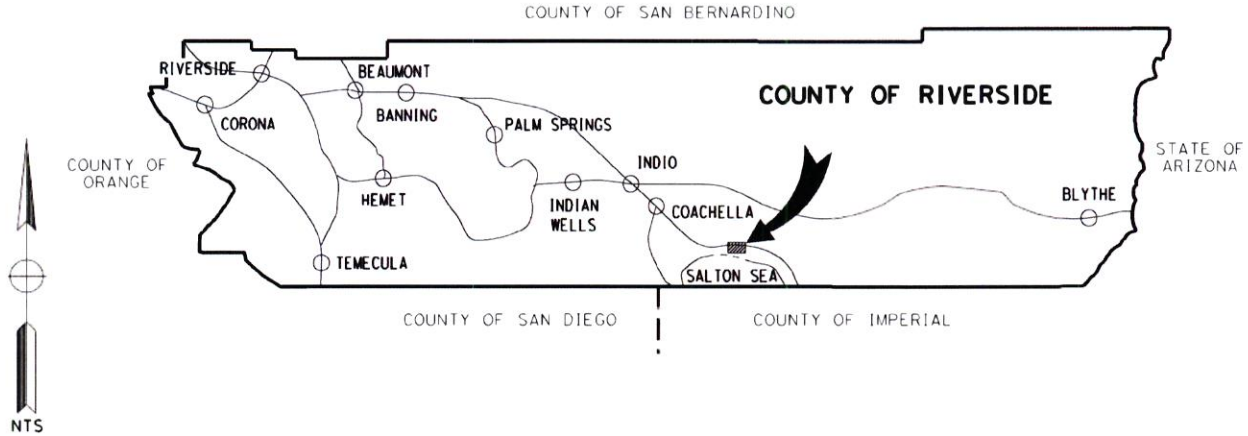 COUNTY OF SAN BERNARDINO
RIVERSIDE
BEAUMONT
COUNTY OF RIVERSIDE
CORONA
BANNING
PALM SPRINGS
COUNTY OF
ORANGE
STATE OF
ARIZONA
INDIO
HEMET
INDIAN
WELLS
COACHELLA
BLYTHE
TEMECULA
SALTON SEA
COUNTY OF SAN DIEGO
COUNTY OF IMPERIAL
NTS